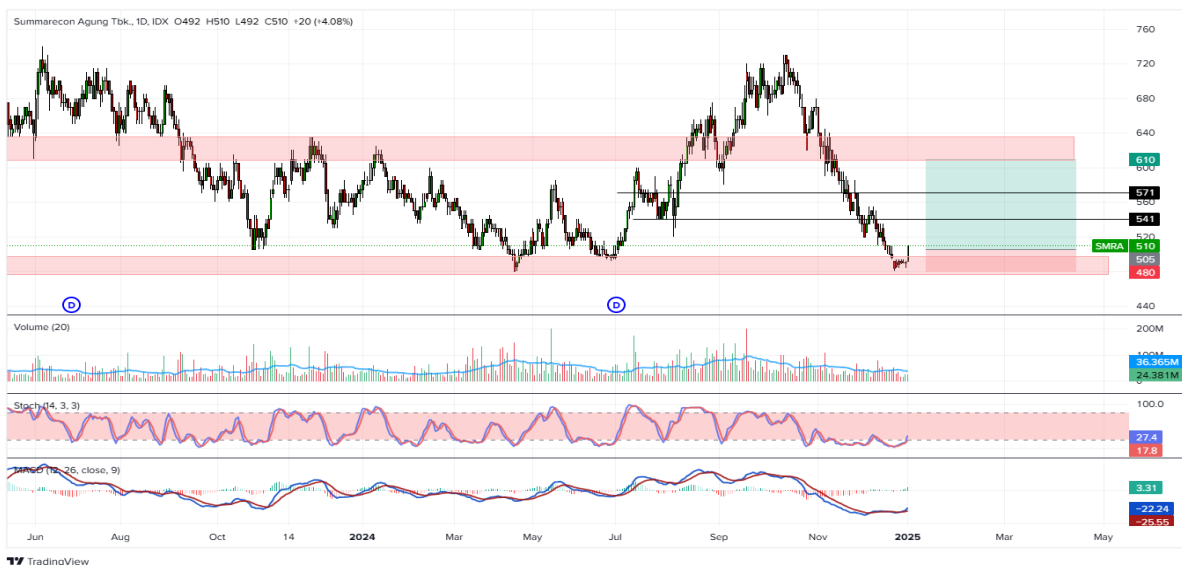 Summarecon Agung Tbk., 1D, IDX O492 H510 L492 C510 +20 (+4.08%)
760
720
680
640
610
600
571
560
541
520
SMRA 510
505
480
440
D D
Volume (20)
200M
100M
36.365M
24.381M
0
Stoch (14, 3, 3)
100.0
27.4
17.8
MACD (12, 26, close, 9)
3.31
−22.24
−25.55
Jun Aug Oct 14 2024 Mar May Jul Sep Nov 2025 Mar May
TradingView